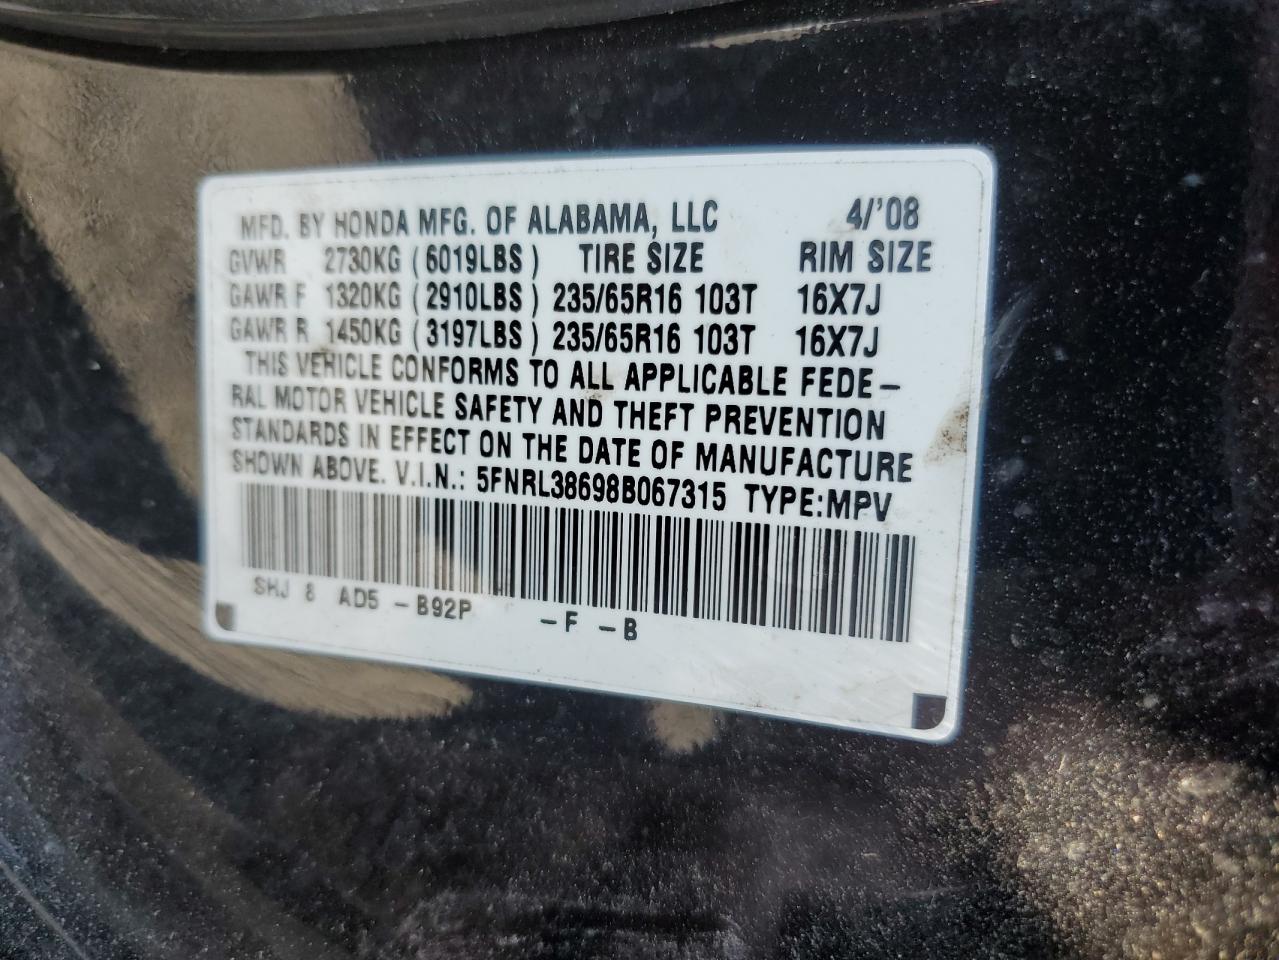 MFD. BY HONDA MFG. OF ALABAMA, LLC 4/'08
GVWR 2730KG (6019LBS) TIRE SIZE RIM SIZE
GAWR F 1320KG (2910LBS) 235/65R16 103T 16X7J
GAWR R 1450KG (3197LBS) 235/65R16 103T 16X7J
THIS VEHICLE CONFORMS TO ALL APPLICABLE FEDE-
RAL MOTOR VEHICLE SAFETY AND THEFT PREVENTION
STANDARDS IN EFFECT ON THE DATE OF MANUFACTURE
SHOWN ABOVE. V.I.N.: 5FNRL38698B067315 TYPE:MPV
SHJ 8 AD5 -B92P -F -B